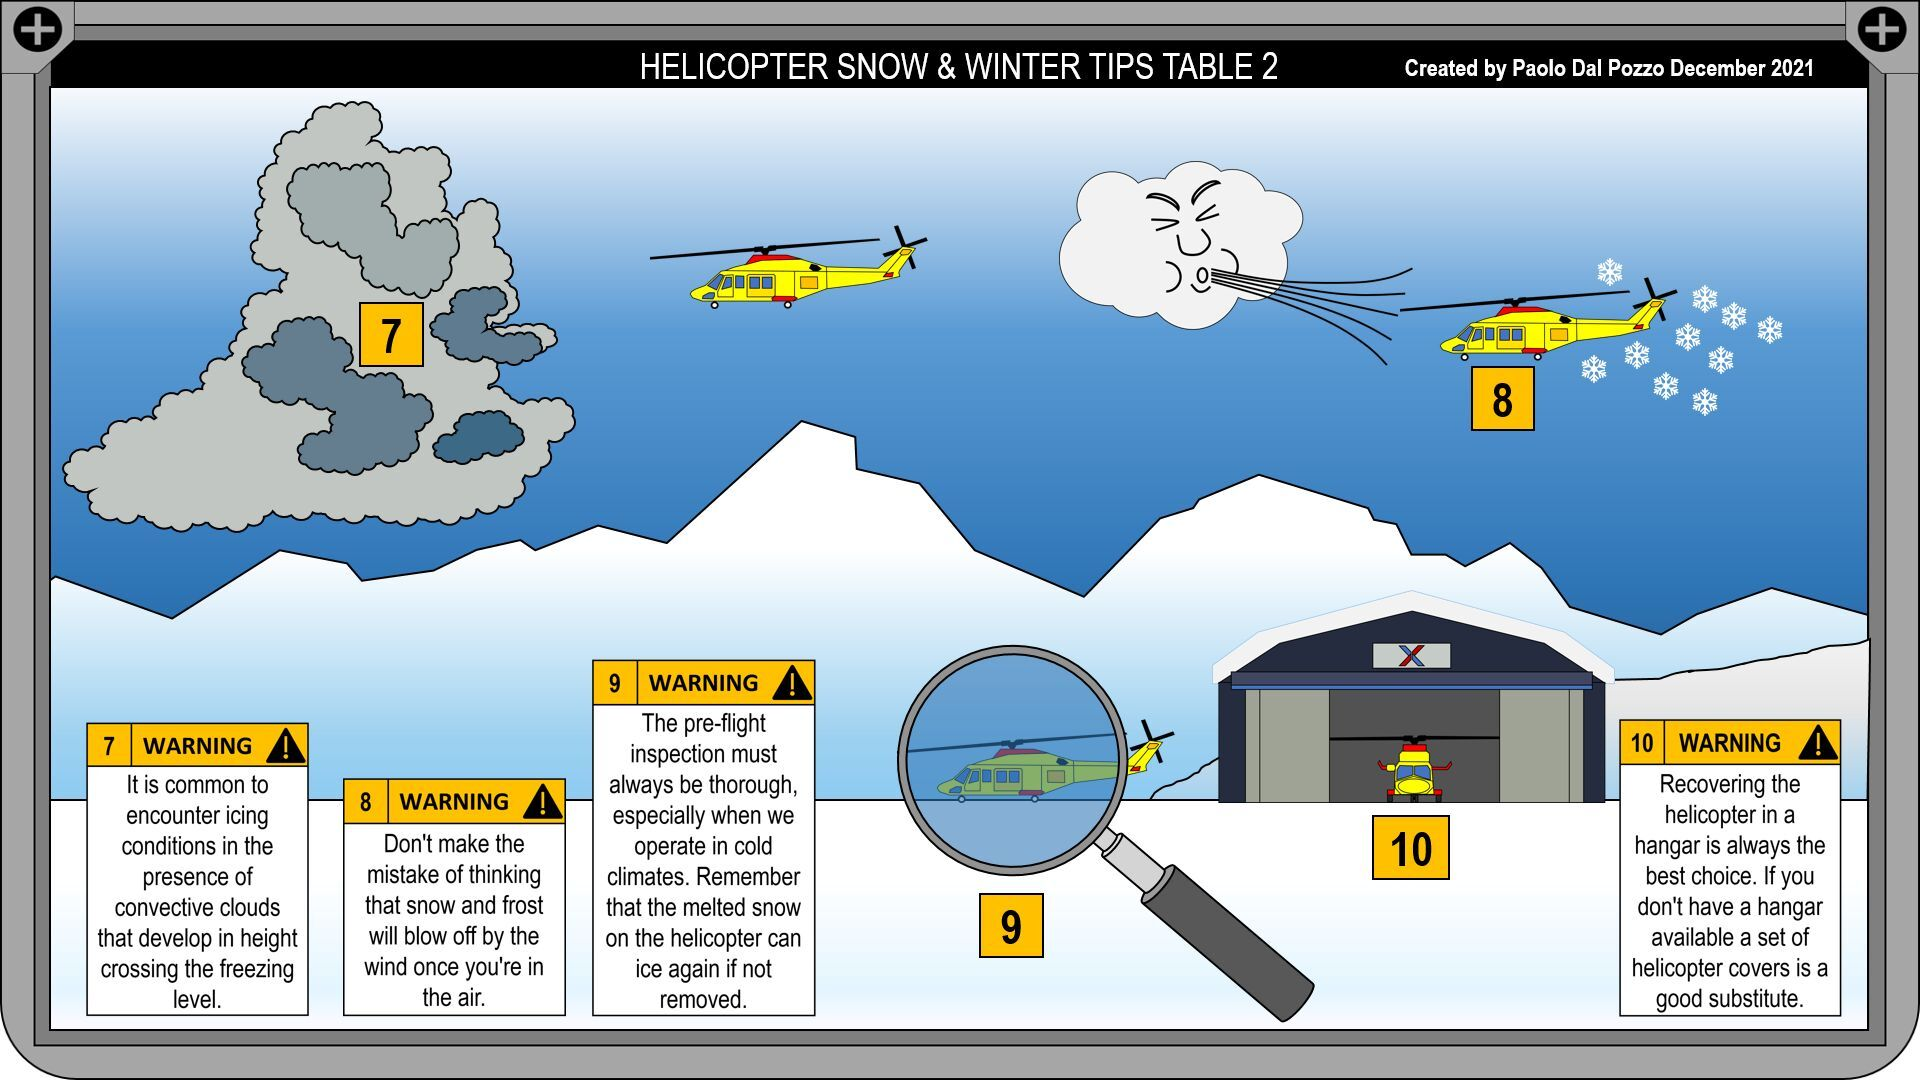 HELICOPTER SNOW & WINTER TIPS TABLE 2
Created by Paolo Dal Pozzo December 2021
7
8
9
10
7 WARNING
It is common to
encounter icing
conditions in the
presence of
convective clouds
that develop in height
crossing the freezing
level.
8 WARNING
Don't make the
mistake of thinking
that snow and frost
will blow off by the
wind once you're in
the air.
9 WARNING
The pre-flight
inspection must
always be thorough,
especially when we
operate in cold
climates. Remember
that the melted snow
on the helicopter can
ice again if not
removed.
10 WARNING
Recovering the
helicopter in a
hangar is always the
best choice. If you
don't have a hangar
available a set of
helicopter covers is a
good substitute.